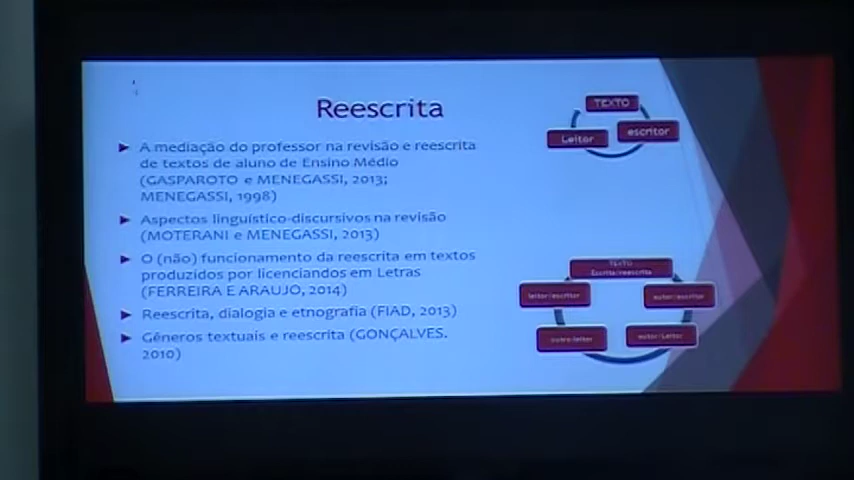 Reescrita
A mediação do professor na revisão e reescrita
de textos de aluno de Ensino Médio
(GASPAROTO e MENEGASSI, 2013;
MENEGASSI, 1998)
Aspectos linguístico-discursivos na revisão
(MOTERANI e MENEGASSI, 2013)
O (não) funcionamento da reescrita em textos
produzidos por licenciandos em Letras
(FERREIRA E ARAUJO, 2014)
Reescrita, dialogia e etnografia (FIAD, 2013)
Gêneros textuais e reescrita (GONÇALVES.
2010)
TEXTO
escritor
Leitor
TEXTO
Escrita/reescrita
autor/escritor
autor/Leitor
outro-leitor
leitor/escritor